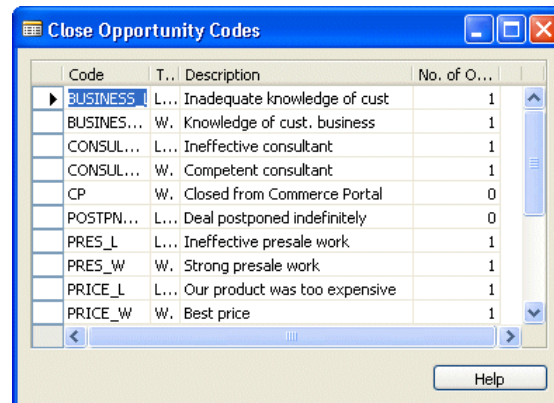 Close Opportunity Codes
Code T.. Description No. of O...
BUSINESS_L L... Inadequate knowledge of cust 1
BUSINES... W. Knowledge of cust. business 1
CONSUL... L... Ineffective consultant 1
CONSUL... W. Competent consultant 1
CP W. Closed from Commerce Portal 0
POSTPN... L... Deal postponed indefinitely 0
PRES_L L... Ineffective presale work 1
PRES_W W. Strong presale work 1
PRICE_L L... Our product was too expensive 1
PRICE_W W. Best price 1
Help